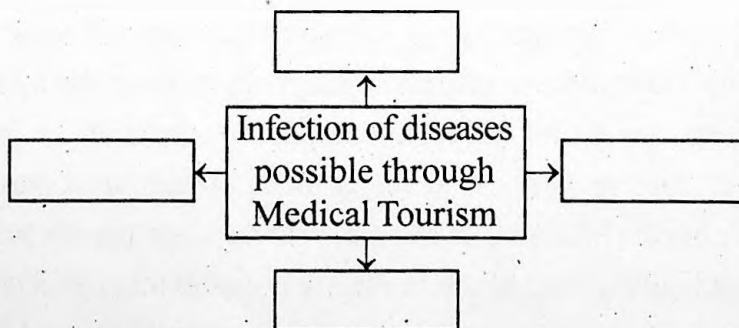 Infection of diseases
possible through
Medical Tourism